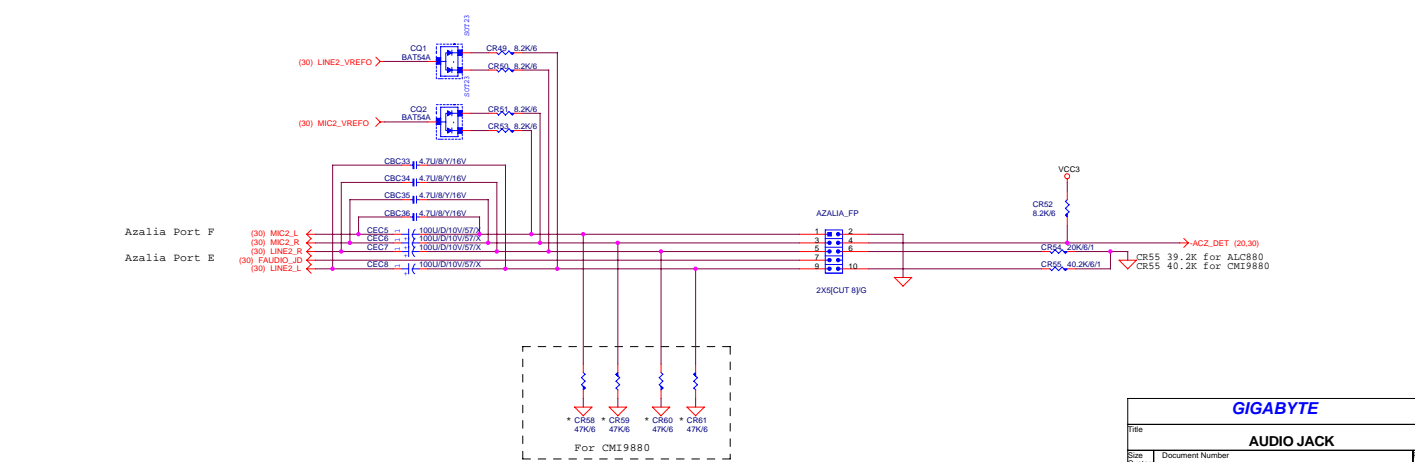 SOT23
CQ1
BAT54A
CR49 8.2K/6
(30) LINE2_VREFO
CR50 8.2K/6
SOT23
CQ2
BAT54A
CR51 8.2K/6
(30) MIC2_VREFO
CR53 8.2K/6
CBC33 4.7U/8/Y/16V
CBC34 4.7U/8/Y/16V
CBC35 4.7U/8/Y/16V
CBC36 4.7U/8/Y/16V
VCC3
CR52
8.2K/6
AZALIA_FP
Azalia Port F
(30) MIC2_L
CEC5 1 100U/D/10V/57/X
1 2
(30) MIC2_R
CEC6 1 100U/D/10V/57/X
3 4
-ACZ_DET (20,30)
(30) LINE2_R
CEC7 1 100U/D/10V/57/X
5 6
CR54 20K/6/1
Azalia Port E
(30) FAUDIO_JD
7
CR55 39.2K for ALC880
(30) LINE2_L
CEC8 1 100U/D/10V/57/X
9 10
CR55 40.2K/6/1
CR55 40.2K for CMI9880
2X5[CUT 8]/G
* CR58 * CR59 * CR60 * CR61
47K/6 47K/6 47K/6 47K/6
For CMI9880
GIGABYTE
Title
AUDIO JACK
Size Document Number